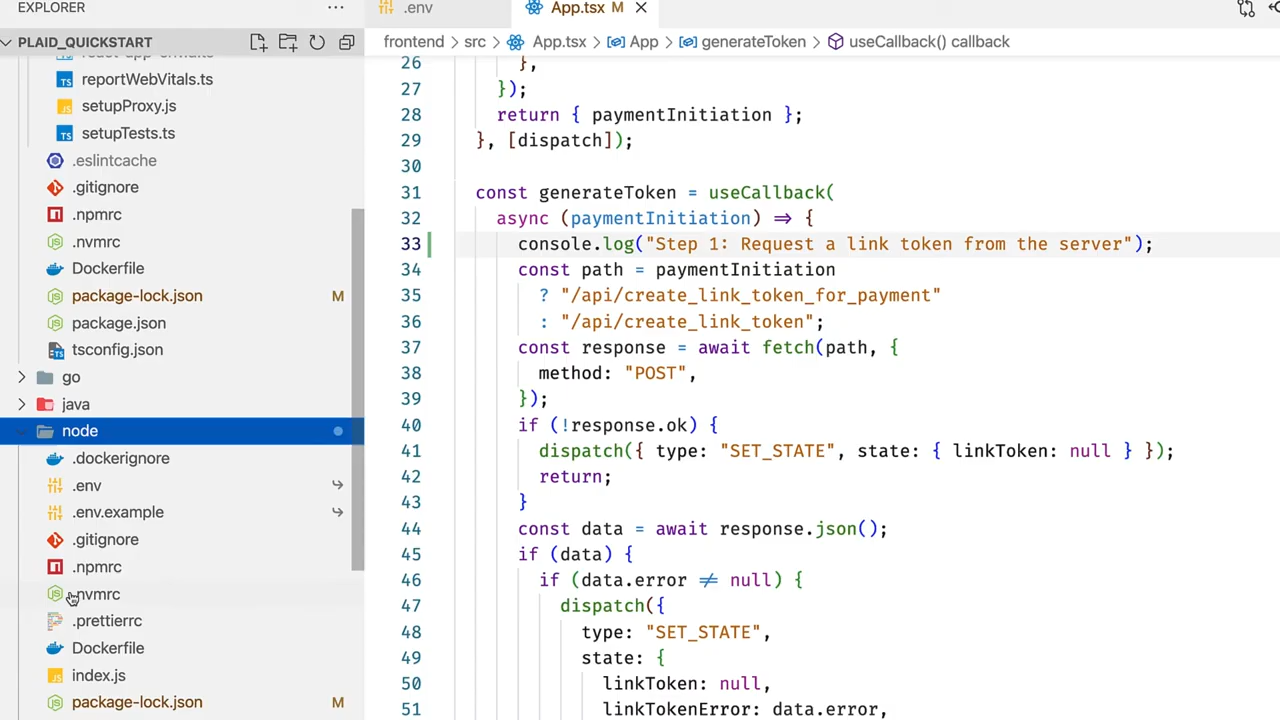 EXPLORER
PLAID_QUICKSTART
react-app-env.d.ts
reportWebVitals.ts
setupProxy.js
setupTests.ts
.eslintcache
.gitignore
.npmrc
.nvmrc
Dockerfile
package-lock.json M
package.json
tsconfig.json
go
java
node
.dockerignore
.env
.env.example
.gitignore
.npmrc
.nvmrc
.prettierrc
Dockerfile
index.js
package-lock.json M
.env
App.tsx M
frontend > src > App.tsx > App > generateToken > useCallback() callback
26 },
27 });
28 return { paymentInitiation };
29 }, [dispatch]);
30
31 const generateToken = useCallback(
32 async (paymentInitiation) => {
33 console.log("Step 1: Request a link token from the server");
34 const path = paymentInitiation
35 ? "/api/create_link_token_for_payment"
36 : "/api/create_link_token";
37 const response = await fetch(path, {
38 method: "POST",
39 });
40 if (!response.ok) {
41 dispatch({ type: "SET_STATE", state: { linkToken: null } });
42 return;
43 }
44 const data = await response.json();
45 if (data) {
46 if (data.error != null) {
47 dispatch({
48 type: "SET_STATE",
49 state: {
50 linkToken: null,
51 linkTokenError: data.error,